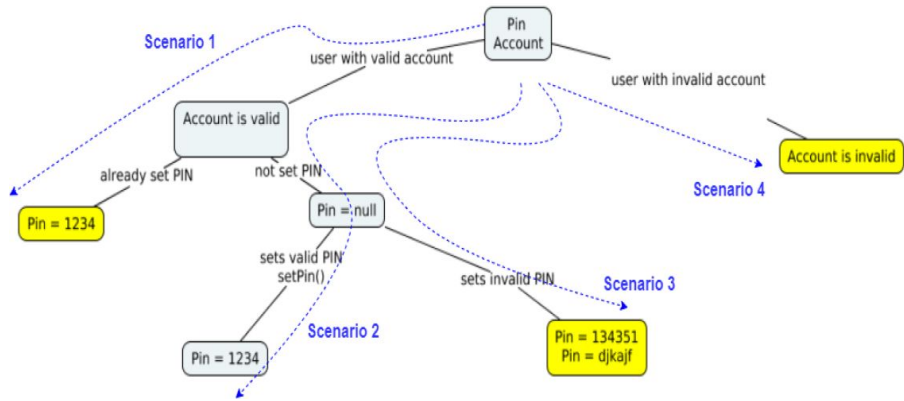 Pin
Account
Scenario 1
user with valid account
user with invalid account
Account is valid
Account is invalid
already set PIN
not set PIN
Scenario 4
Pin = 1234
Pin = null
sets valid PIN
setPin()
sets invalid PIN
Scenario 3
Scenario 2
Pin = 1234
Pin = 134351
Pin = djkajf